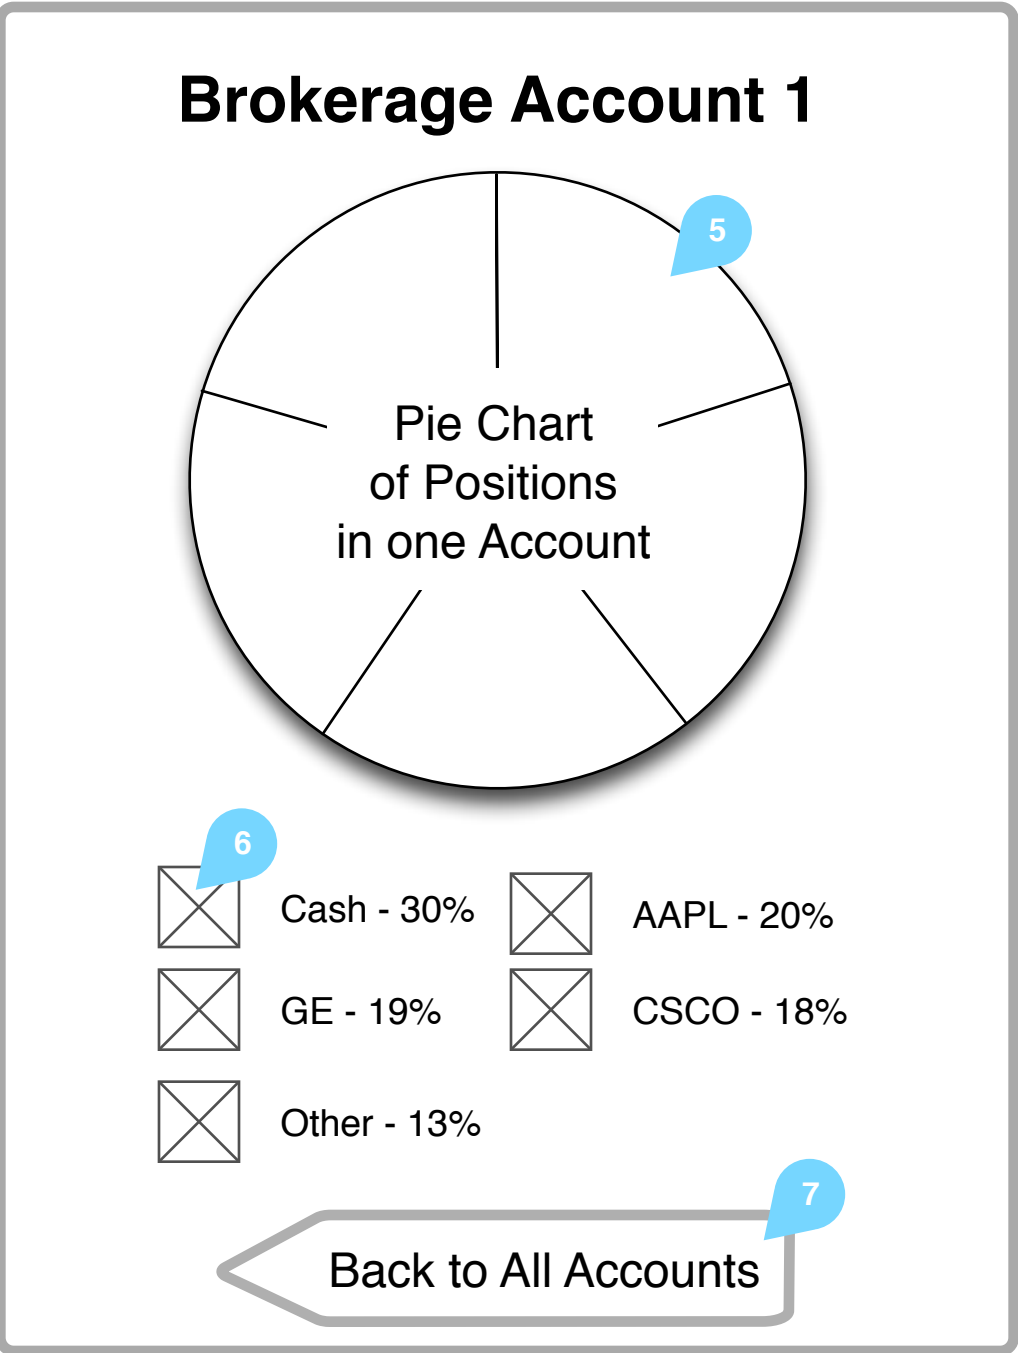 Brokerage Account 1
5
Pie Chart
of Positions
in one Account
6
Cash - 30%
AAPL - 20%
GE - 19%
CSCO - 18%
Other - 13%
7
Back to All Accounts